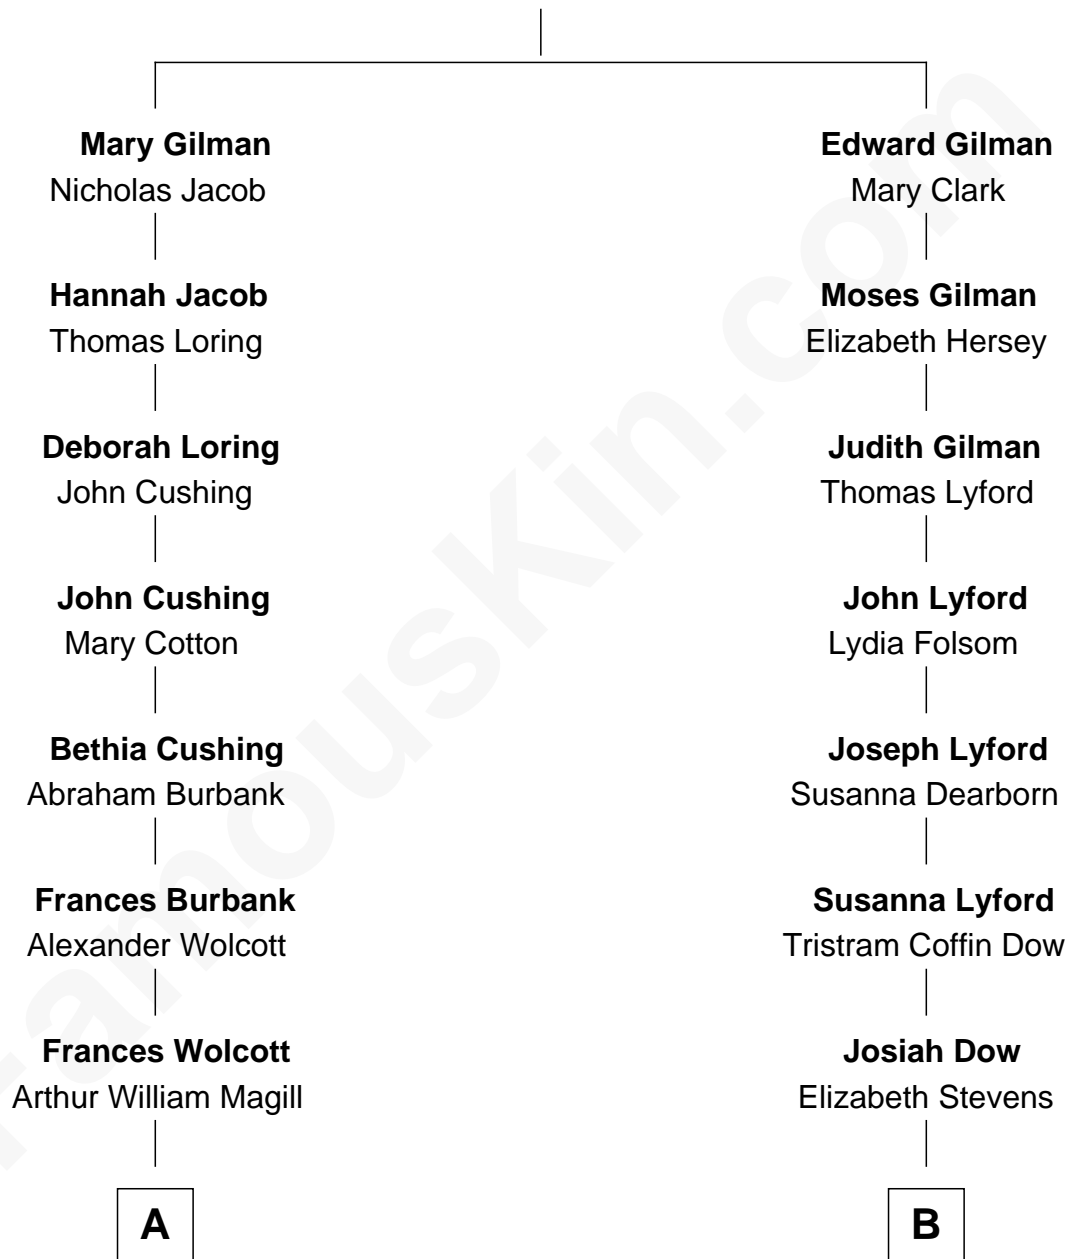 Mary Gilman
Nicholas Jacob
Hannah Jacob
Thomas Loring
Deborah Loring
John Cushing
John Cushing
Mary Cotton
Bethia Cushing
Abraham Burbank
Frances Burbank
Alexander Wolcott
Frances Wolcott
Arthur William Magill
A
Edward Gilman
Mary Clark
Moses Gilman
Elizabeth Hersey
Judith Gilman
Thomas Lyford
John Lyford
Lydia Folsom
Joseph Lyford
Susanna Dearborn
Susanna Lyford
Tristram Coffin Dow
Josiah Dow
Elizabeth Stevens
B
FamousKin.com